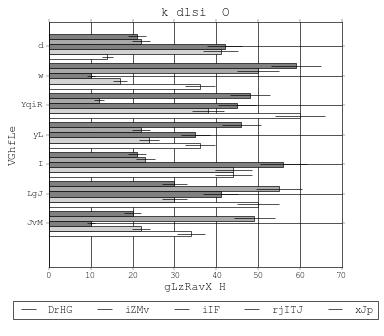 k dlsi O
d
w
YqiR
yL
I
LgJ
JvM
VGhfLe
0 10 20 30 40 50 60 70
gLzRavX H
DrHG iZMv iIF rjITJ xJp